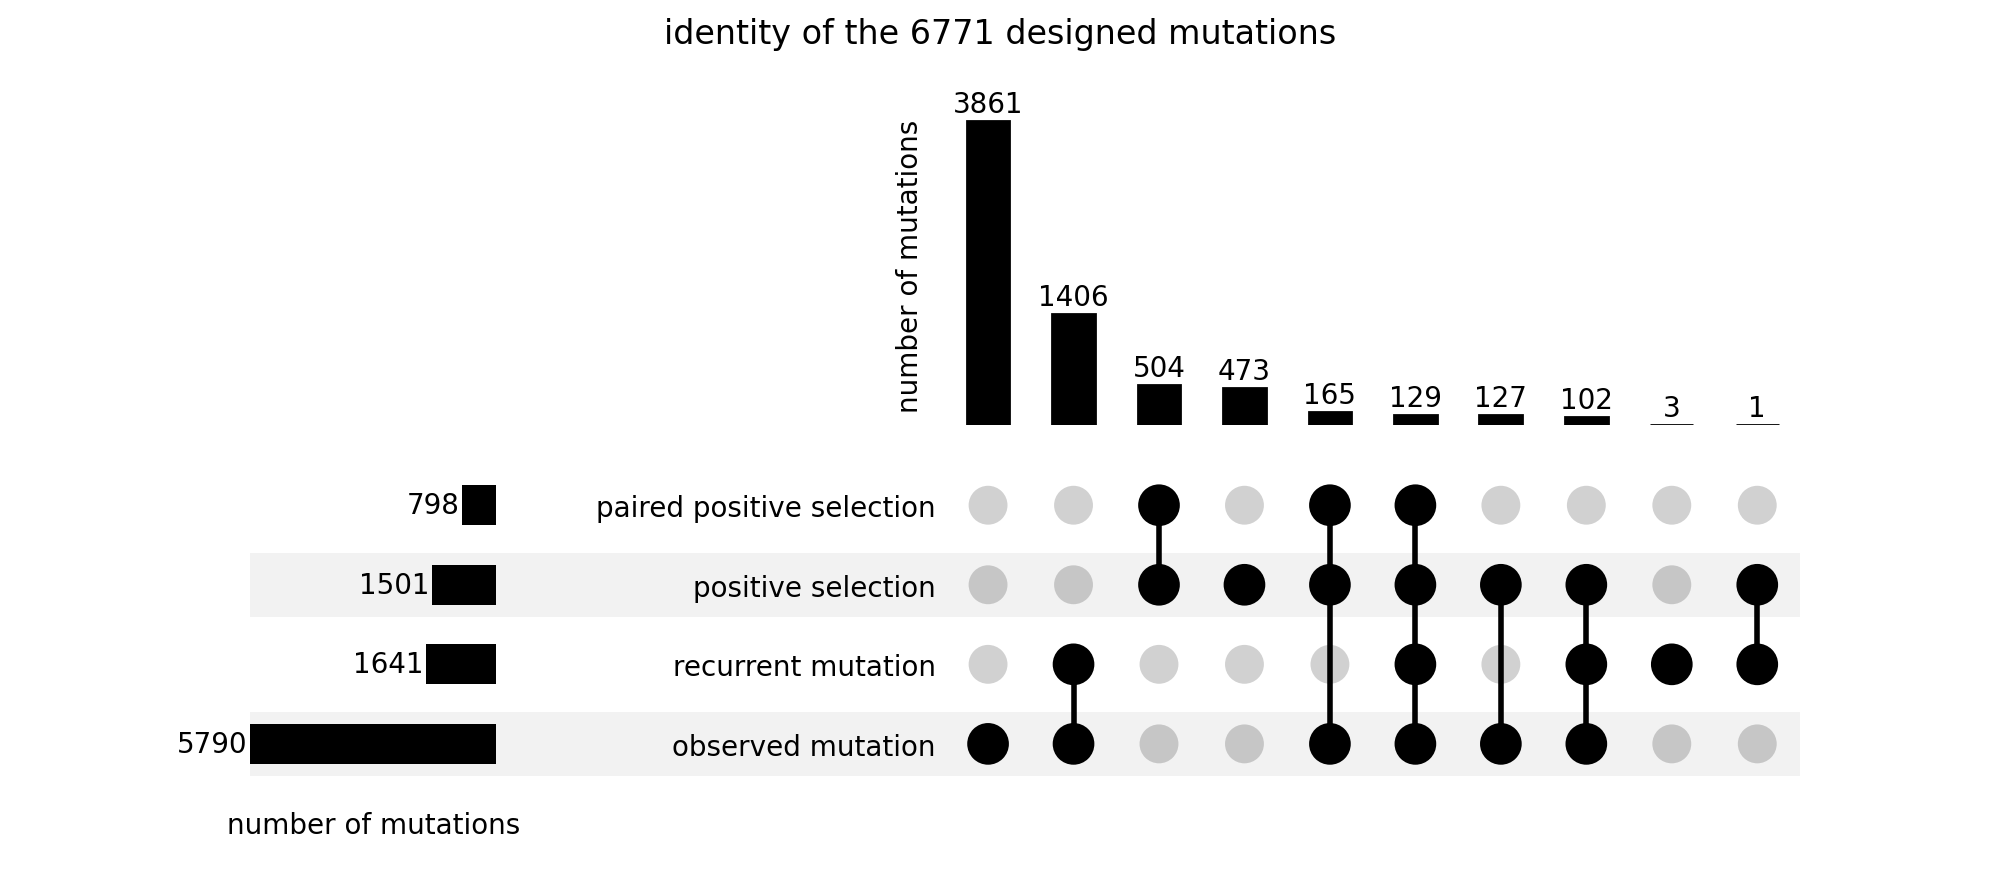 identity of the 6771 designed mutations
number of mutations
3861
1406
504
473
165
129
127
102
3
1
798
paired positive selection
1501
positive selection
1641
recurrent mutation
5790
observed mutation
number of mutations